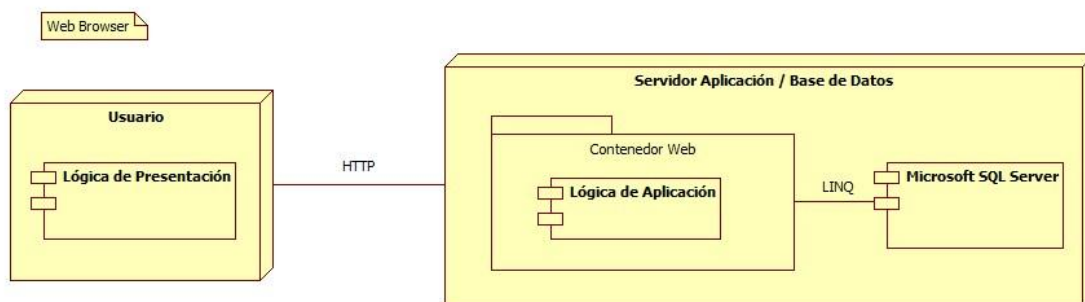 Web Browser
Usuario
Lógica de Presentación
HTTP
Servidor Aplicación / Base de Datos
Contenedor Web
Lógica de Aplicación
LINQ
Microsoft SQL Server